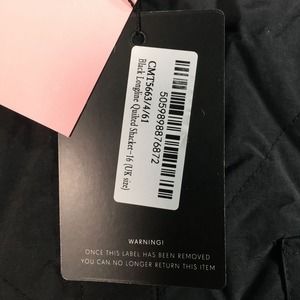 CMT5663/4/61
Black Longline Quilted Shacket-16 (UK size)
5059898876872
WARNING!
ONCE THIS LABEL HAS BEEN REMOVED
YOU CAN NO LONGER RETURN THIS ITEM